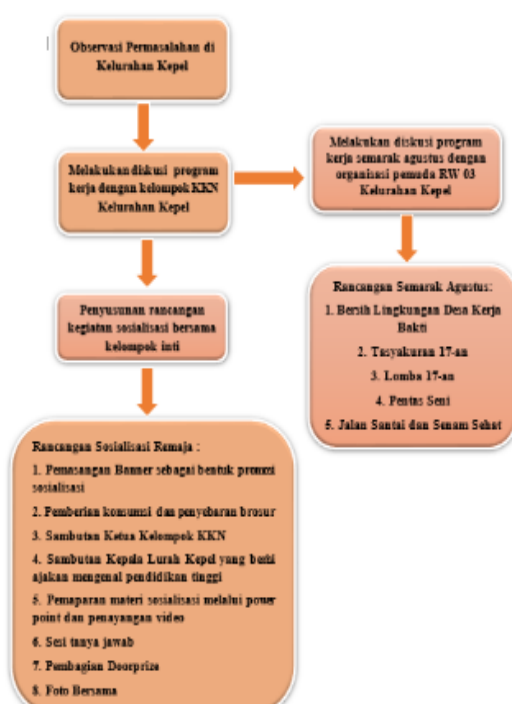 Observasi Permasalahan di
Kelurahan Kepel
Melakukan diskusi program
kerja dengan kelompok KKN
Kelurahan Kepel
Melakukan diskusi program
kerja semarak agustus dengan
organisasi pemuda RW 03
Kelurahan Kepel
Penyusunan rancangan
kegiatan sosialisasi bersama
kelompok inti
Rancangan Semarak Agustus:
1. Bersih Lingkungan Desa Kerja
Bakti
2. Tasyakuran 17-an
3. Lomba 17-an
4. Pentas Seni
5. Jalan Santai dan Senam Sehat
Rancangan Sosialisasi Remaja :
1. Pemasangan Banner sebagai bentuk promosi
sosialisasi
2. Pemberian konsumsi dan penyebaran brosur
3. Sambutan Ketua Kelompok KKN
4. Sambutan Kepala Lurah Kepel yang berisi
ajakan mengenal pendidikan tinggi
5. Pemaparan materi sosialisasi melalui power
point dan penayangan video
6. Sesi tanya jawab
7. Pembagian Doorprize
8. Foto Bersama